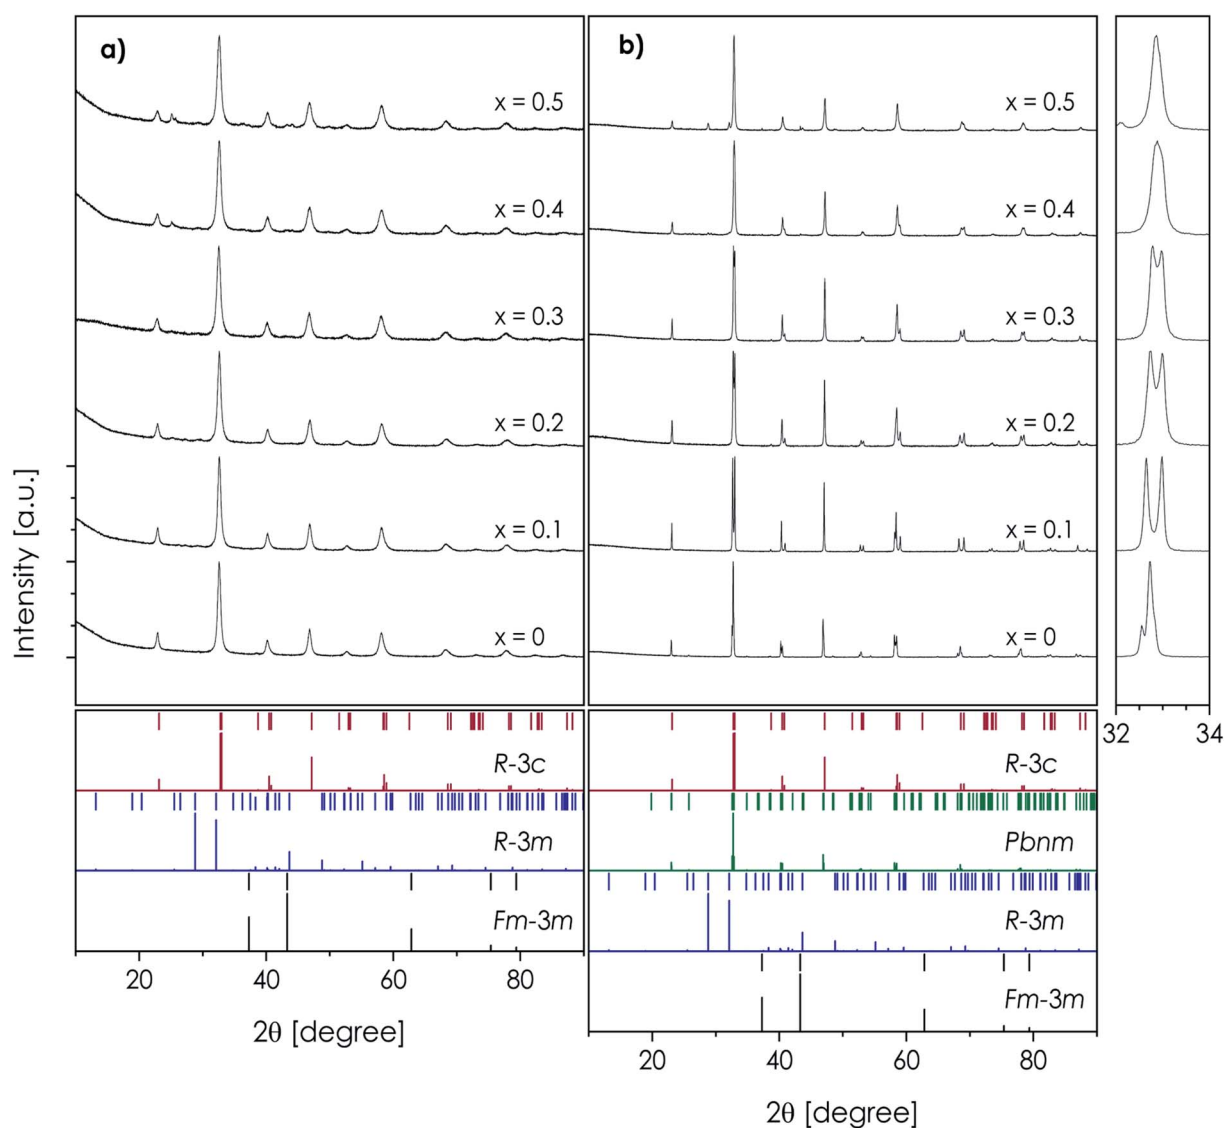 a)
x = 0.5
x = 0.4
x = 0.3
x = 0.2
x = 0.1
x = 0
Intensity [a.u.]
R-3c
R-3m
Fm-3m
20 40 60 80
2θ [degree]
b)
x = 0.5
x = 0.4
x = 0.3
x = 0.2
x = 0.1
x = 0
R-3c
Pbnm
R-3m
Fm-3m
20 40 60 80
2θ [degree]
32 34